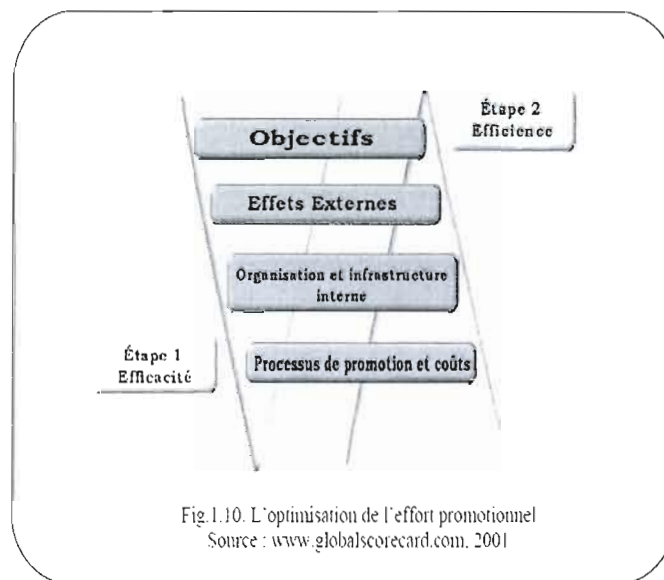 Étape 2
Efficience
Objectifs
Effets Externes
Organisation et infrastructure
interne
Étape 1
Efficacité
Processus de promotion et coûts
Fig.1.10. L'optimisation de l'effort promotionnel
Source : www.globalscorecard.com, 2001